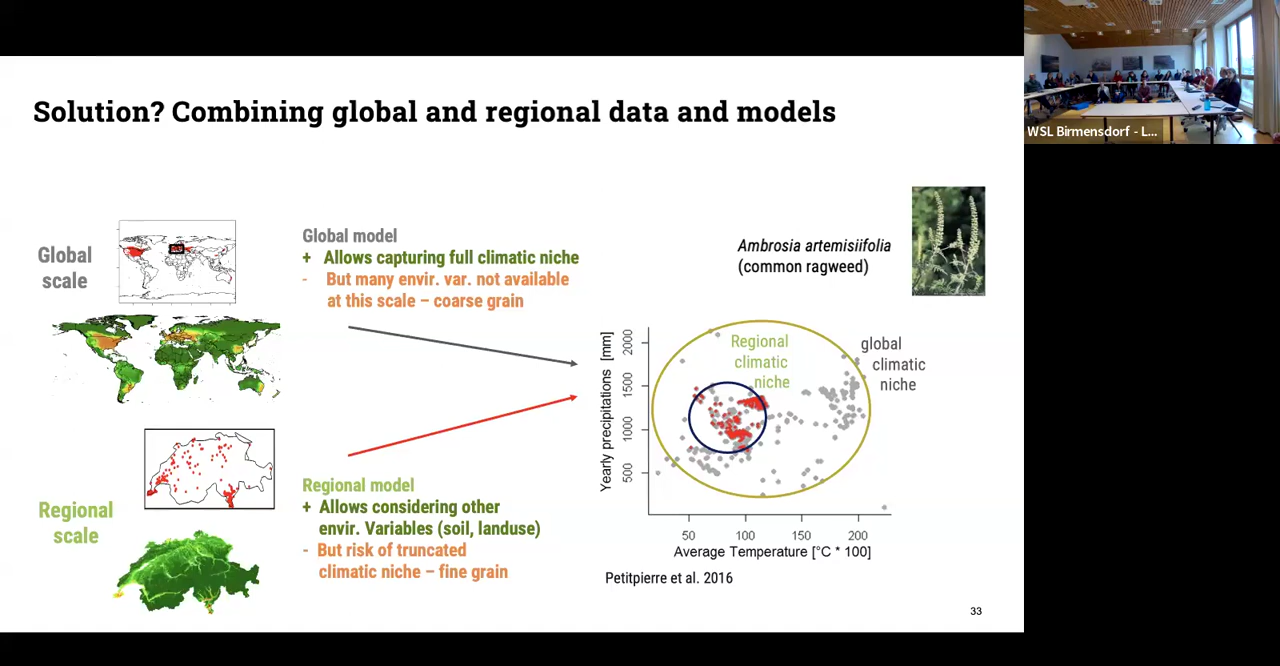 Solution? Combining global and regional data and models
WSL Birmensdorf - L...
Global
scale
Global model
+ Allows capturing full climatic niche
- But many envir. var. not available
at this scale – coarse grain
Ambrosia artemisiifolia
(common ragweed)
Regional
scale
Regional model
+ Allows considering other
envir. Variables (soil, landuse)
- But risk of truncated
climatic niche – fine grain
Regional
climatic
niche
global
climatic
niche
Yearly precipitations [mm]
2000
1500
1000
500
50 100 150 200
Average Temperature [°C * 100]
Petitpierre et al. 2016
33